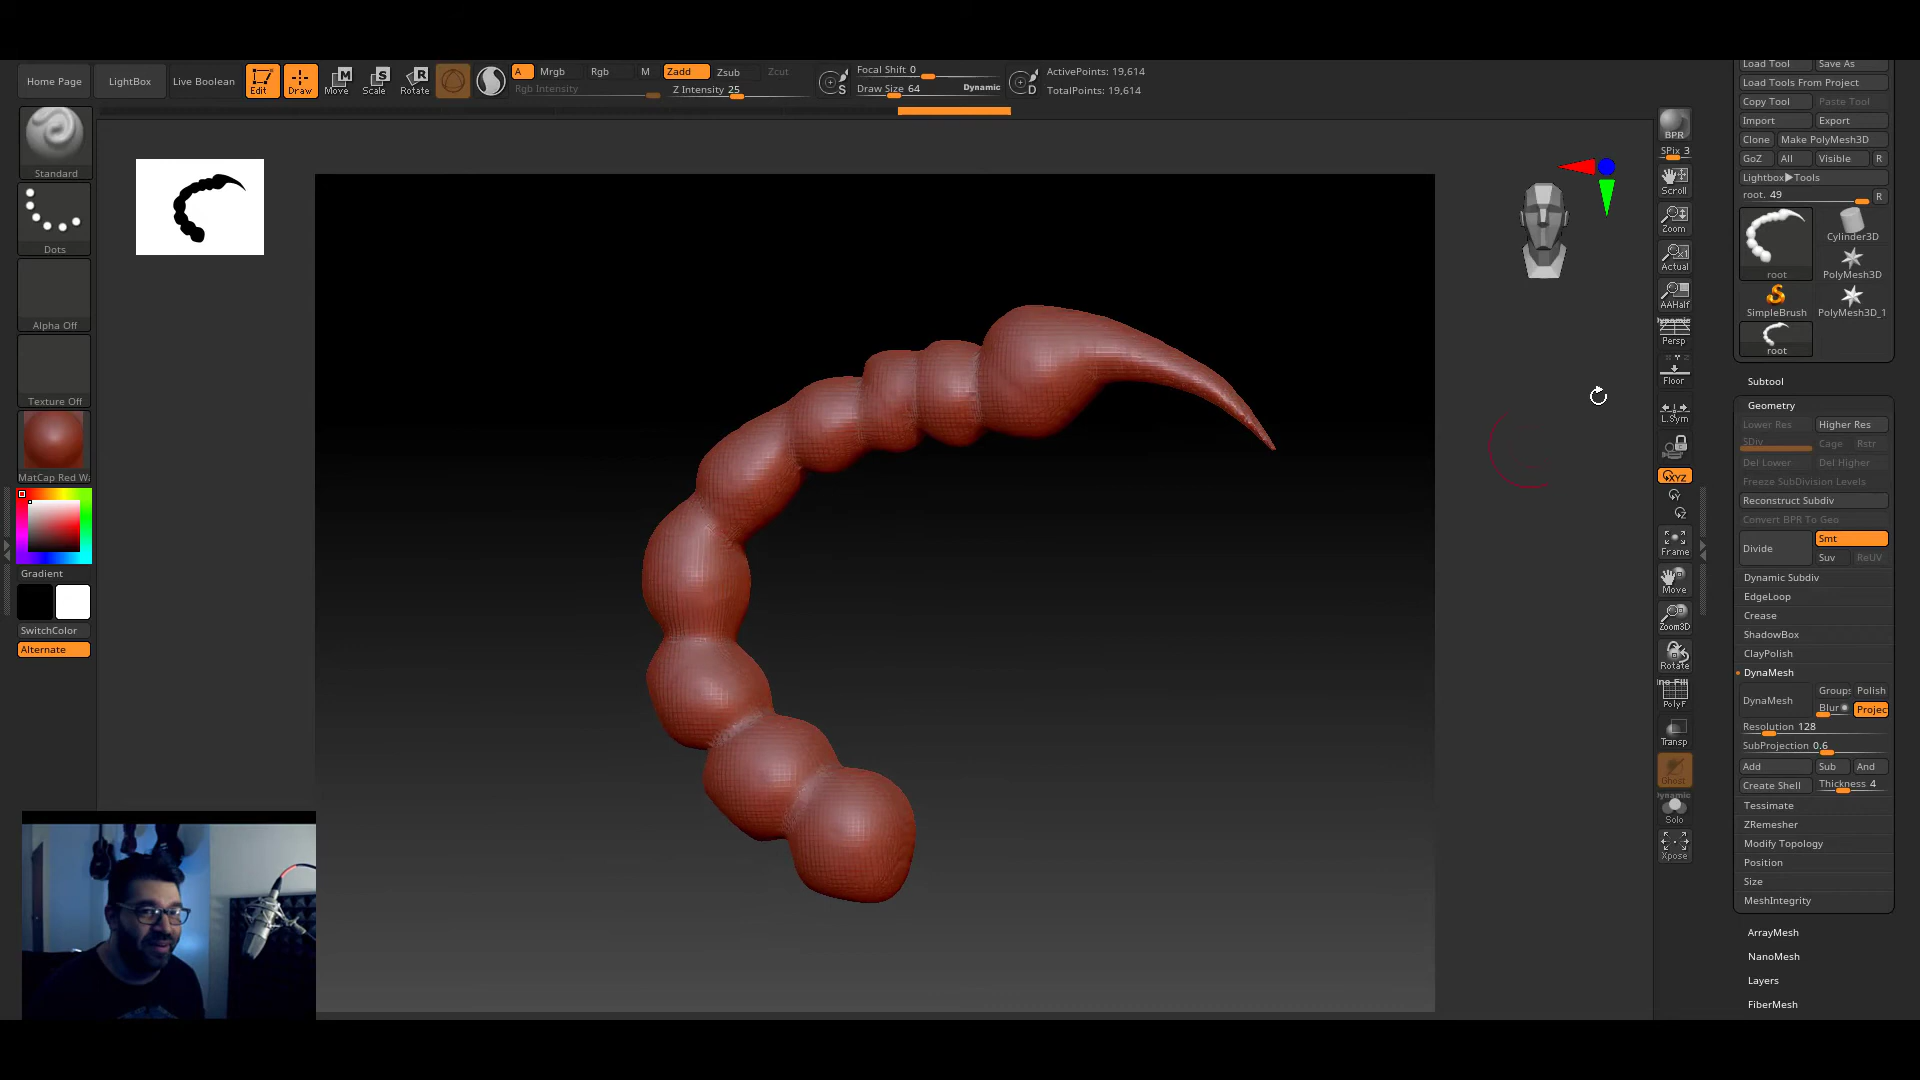 Home Page
LightBox
Live Boolean
Edit
Draw
Move
Scale
Rotate
A
Mrgb
Rgb
M
Zadd
Zsub
Zcut
Rgb Intensity
Z Intensity 25
Focal Shift 0
Draw Size 64
Dynamic
ActivePoints: 19,614
TotalPoints: 19,614
Standard
Dots
Alpha Off
Texture Off
MatCap Red W
Gradient
SwitchColor
Alternate
BPR
SPix 3
Scroll
Zoom
Actual
AAHalf
Dynamic
Persp
Floor
L.Sym
XYZ
Y
Z
Frame
Move
Zoom3D
Rotate
PolyF
Transp
Ghost
Dynamic
Solo
Xpose
Load Tool
Save As
Load Tools From Project
Copy Tool
Paste Tool
Import
Export
Clone
Make PolyMesh3D
GoZ
All
Visible
R
Lightbox▶Tools
root. 49
R
root
Cylinder3D
PolyMesh3D
SimpleBrush
PolyMesh3D_1
root
Subtool
Geometry
Lower Res
Higher Res
SDiv
Cage
Rstr
Del Lower
Del Higher
Freeze SubDivision Levels
Reconstruct Subdiv
Convert BPR To Geo
Divide
Smt
Suv
ReUV
Dynamic Subdiv
EdgeLoop
Crease
ShadowBox
ClayPolish
DynaMesh
DynaMesh
Group
Polish
Blur
Projec
Resolution 128
SubProjection 0.6
Add
Sub
And
Create Shell
Thickness 4
Tessimate
ZRemesher
Modify Topology
Position
Size
MeshIntegrity
ArrayMesh
NanoMesh
Layers
FiberMesh